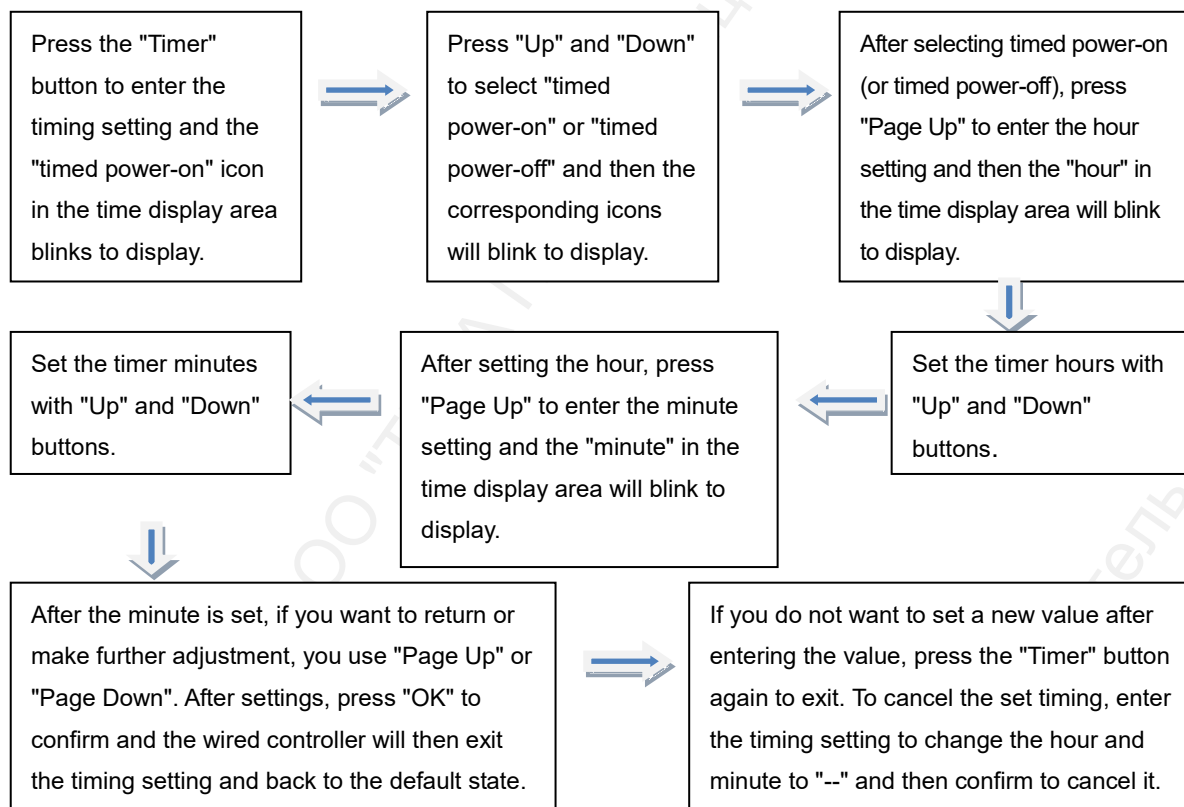 Press the "Timer"
button to enter the
timing setting and the
"timed power-on" icon
in the time display area
blinks to display.
Press "Up" and "Down"
to select "timed
power-on" or "timed
power-off" and then the
corresponding icons
will blink to display.
After selecting timed power-on
(or timed power-off), press
"Page Up" to enter the hour
setting and then the "hour" in
the time display area will blink
to display.
Set the timer hours with
"Up" and "Down"
buttons.
After setting the hour, press
"Page Up" to enter the minute
setting and the "minute" in the
time display area will blink to
display.
Set the timer minutes
with "Up" and "Down"
buttons.
After the minute is set, if you want to return or
make further adjustment, you use "Page Up" or
"Page Down". After settings, press "OK" to
confirm and the wired controller will then exit
the timing setting and back to the default state.
If you do not want to set a new value after
entering the value, press the "Timer" button
again to exit. To cancel the set timing, enter
the timing setting to change the hour and
minute to "--" and then confirm to cancel it.